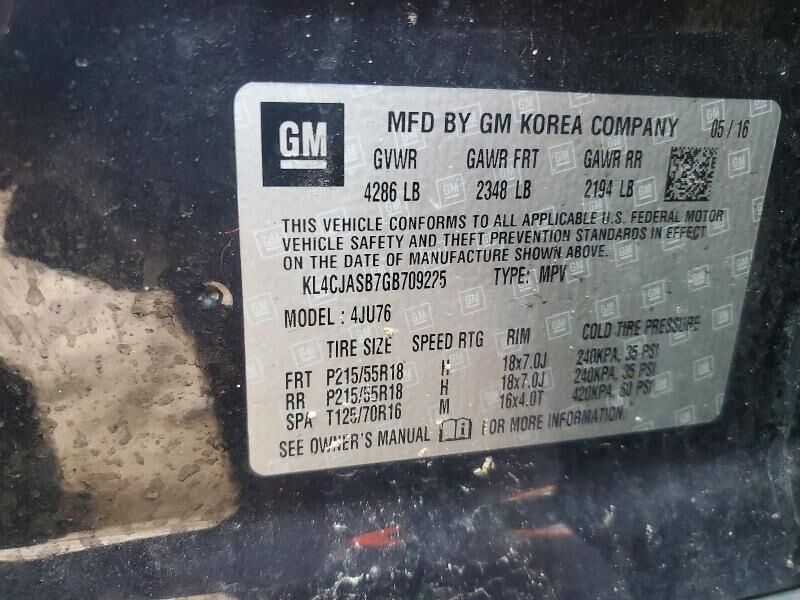 GM
MFD BY GM KOREA COMPANY 05/16
GVWR GAWR FRT GAWR RR
4286 LB 2348 LB 2194 LB
THIS VEHICLE CONFORMS TO ALL APPLICABLE U.S. FEDERAL MOTOR
VEHICLE SAFETY AND THEFT PREVENTION STANDARDS IN EFFECT
ON THE DATE OF MANUFACTURE SHOWN ABOVE.
KL4CJASB7GB709225 TYPE: MPV
MODEL: 4JU76
TIRE SIZE SPEED RTG RIM COLD TIRE PRESSURE
FRT P215/55R18 H 18x7.0J 240KPA, 35 PSI
RR P215/55R18 H 18x7.0J 240KPA, 35 PSI
SPA T125/70R16 M 16x4.0T 420KPA, 60 PSI
SEE OWNER'S MANUAL FOR MORE INFORMATION.